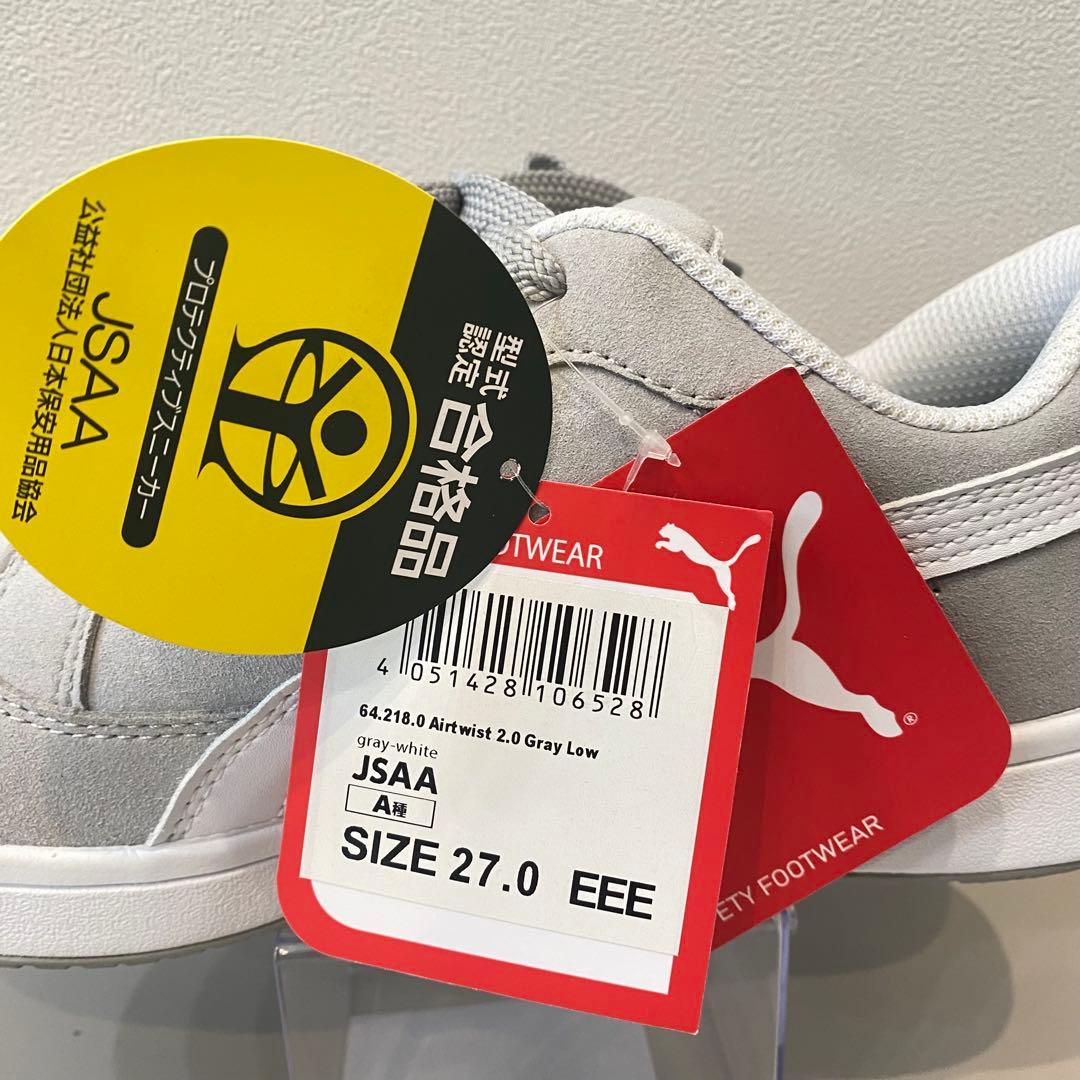 公益社団法人日本保安用品協会
JSAA
プロテクティブスニーカー
型式
認定
合格品
OTWEAR
4 051428 106528
64.218.0 Airtwist 2.0 Gray Low
gray-white
JSAA
A種
SIZE 27.0 EEE
®
ETY FOOTWEAR